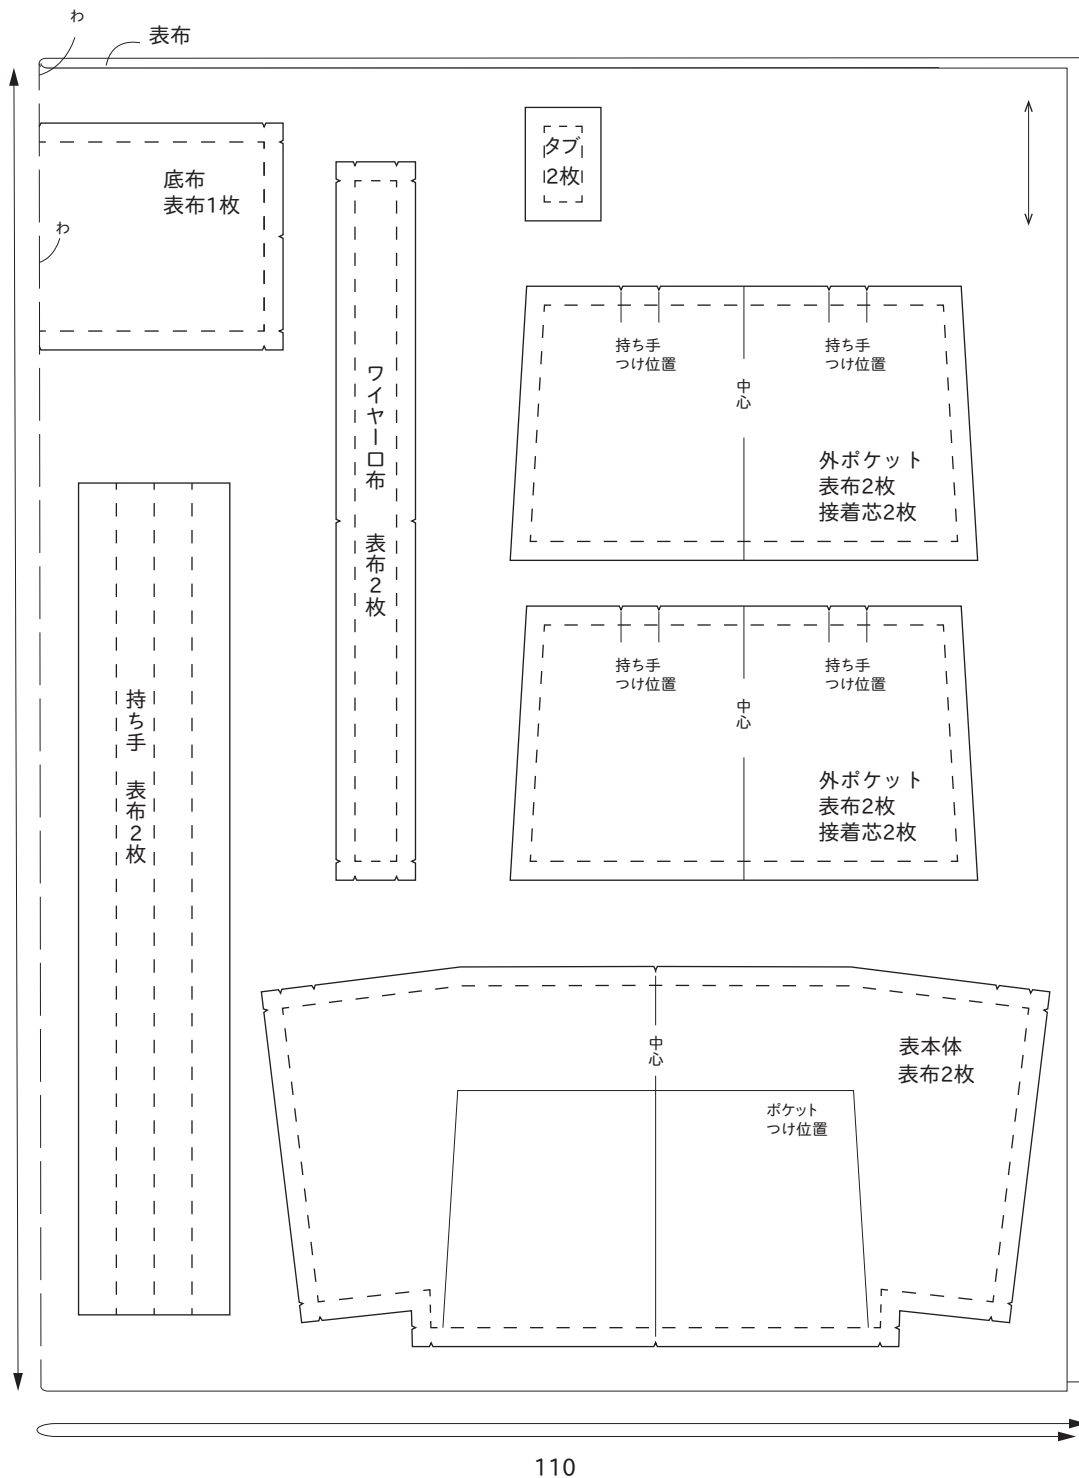 わ
表布
底布
表布1枚
わ
タブ
2枚
ワイヤー口布　表布2枚
持ち手
つけ位置
持ち手
つけ位置
中心
外ポケット
表布2枚
接着芯2枚
持ち手
つけ位置
持ち手
つけ位置
中心
外ポケット
表布2枚
接着芯2枚
持ち手　表布2枚
中心
表本体
表布2枚
ポケット
つけ位置
110